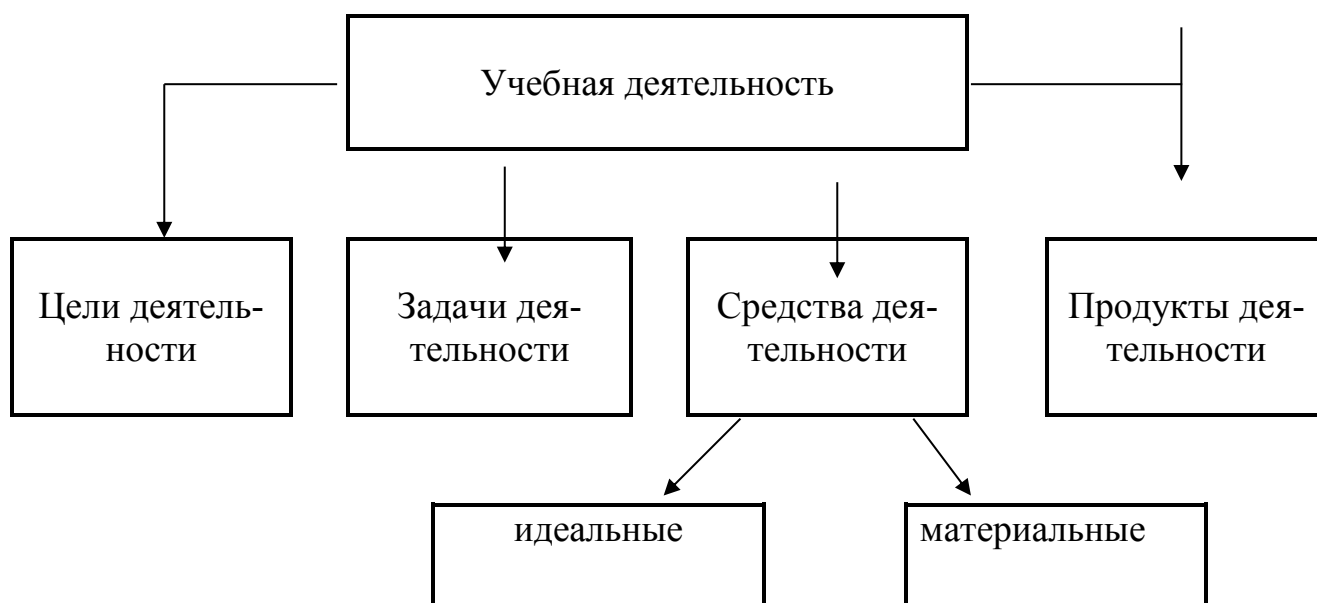 Учебная деятельность
Цели деятель-
ности
Задачи дея-
тельности
Средства дея-
тельности
Продукты дея-
тельности
идеальные
материальные